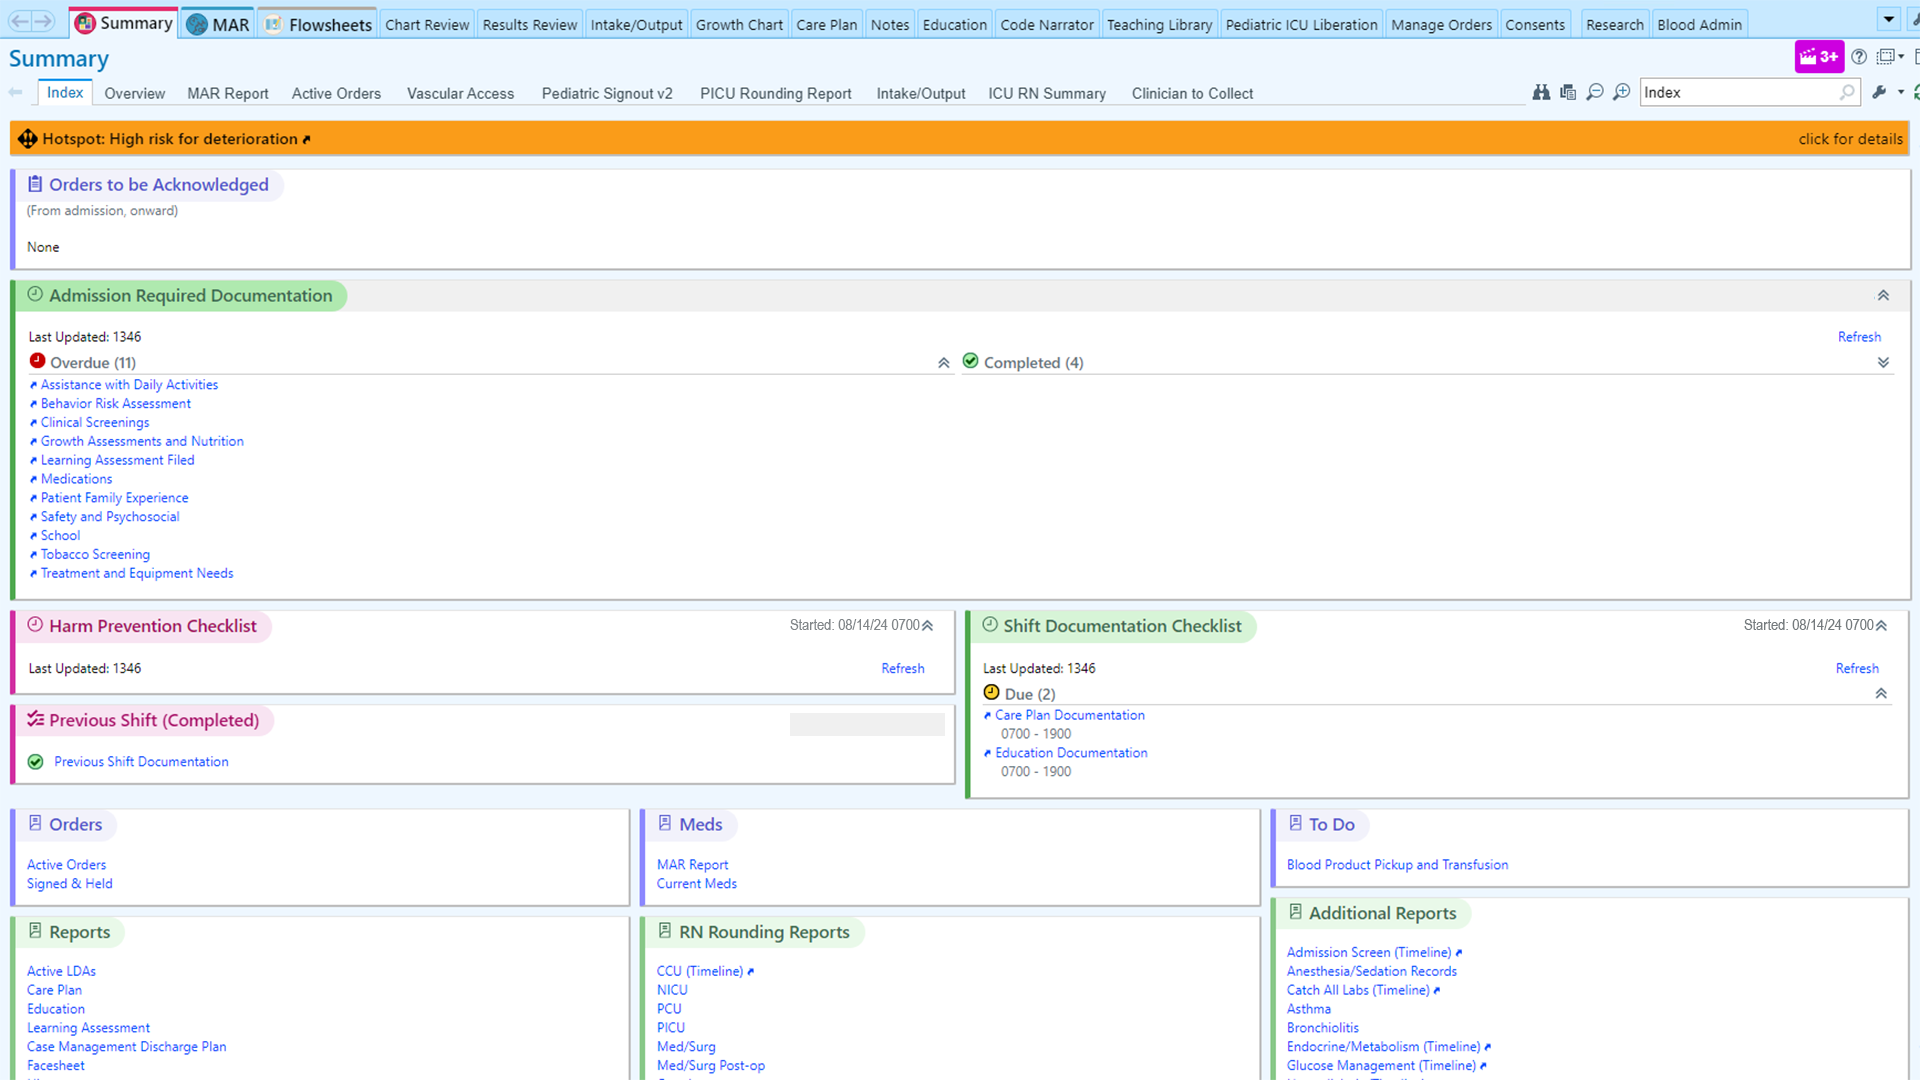 Summary MAR Flowsheets Chart Review Results Review Intake/Output Growth Chart Care Plan Notes Education Code Narrator Teaching Library Pediatric ICU Liberation Manage Orders Consents Research Blood Admin
Summary
3+
Index Overview MAR Report Active Orders Vascular Access Pediatric Signout v2 PICU Rounding Report Intake/Output ICU RN Summary Clinician to Collect
Index
Hotspot: High risk for deterioration
click for details
Orders to be Acknowledged
(From admission, onward)
None
Admission Required Documentation
Last Updated: 1346
Refresh
Overdue (11)
Assistance with Daily Activities
Behavior Risk Assessment
Clinical Screenings
Growth Assessments and Nutrition
Learning Assessment Filed
Medications
Patient Family Experience
Safety and Psychosocial
School
Tobacco Screening
Treatment and Equipment Needs
Completed (4)
Harm Prevention Checklist
Started: 08/14/24 0700
Last Updated: 1346
Refresh
Previous Shift (Completed)
Previous Shift Documentation
Shift Documentation Checklist
Started: 08/14/24 0700
Last Updated: 1346
Refresh
Due (2)
Care Plan Documentation
0700 - 1900
Education Documentation
0700 - 1900
Orders
Active Orders
Signed & Held
Meds
MAR Report
Current Meds
To Do
Blood Product Pickup and Transfusion
Reports
Active LDAs
Care Plan
Education
Learning Assessment
Case Management Discharge Plan
Facesheet
RN Rounding Reports
CCU (Timeline)
NICU
PCU
PICU
Med/Surg
Med/Surg Post-op
Additional Reports
Admission Screen (Timeline)
Anesthesia/Sedation Records
Catch All Labs (Timeline)
Asthma
Bronchiolitis
Endocrine/Metabolism (Timeline)
Glucose Management (Timeline)